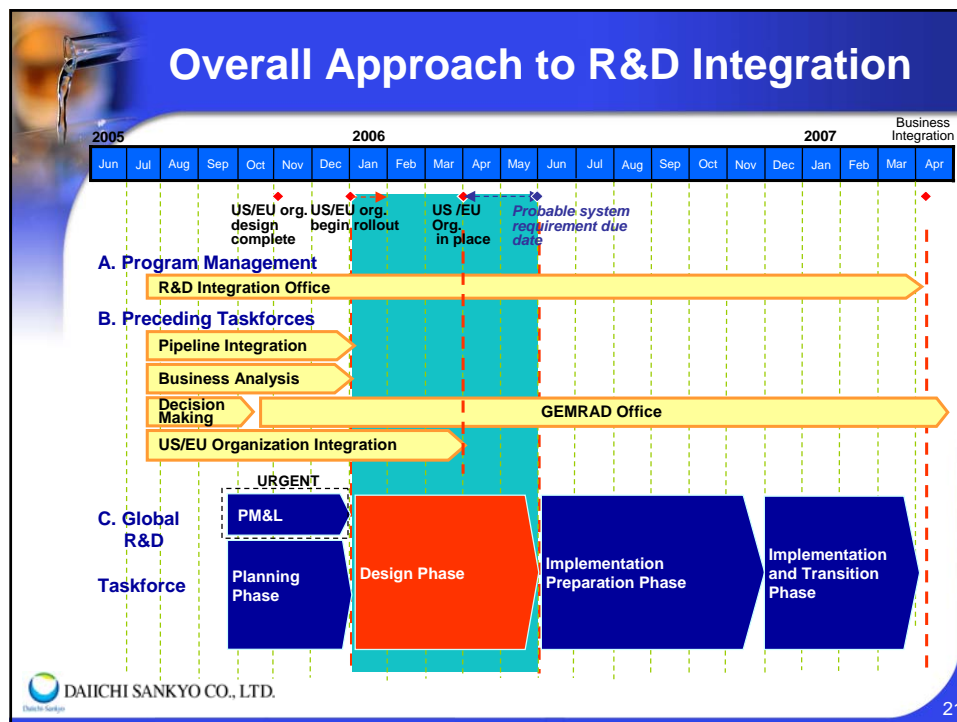 Overall Approach to R&D Integration
Business
Integration
2005 2006 2007
Jun Jul Aug Sep Oct Nov Dec Jan Feb Mar Apr May Jun Jul Aug Sep Oct Nov Dec Jan Feb Mar Apr
US/EU org.
design
complete
US/EU org.
begin rollout
US /EU
Org.
in place
Probable system
requirement due
date
A. Program Management
R&D Integration Office
B. Preceding Taskforces
Pipeline Integration
Business Analysis
Decision
Making
GEMRAD Office
US/EU Organization Integration
URGENT
C. Global
R&D
Taskforce
PM&L
Planning
Phase
Design Phase
Implementation
Preparation Phase
Implementation
and Transition
Phase
Daiichi-Sankyo
DAIICHI SANKYO CO., LTD.
21